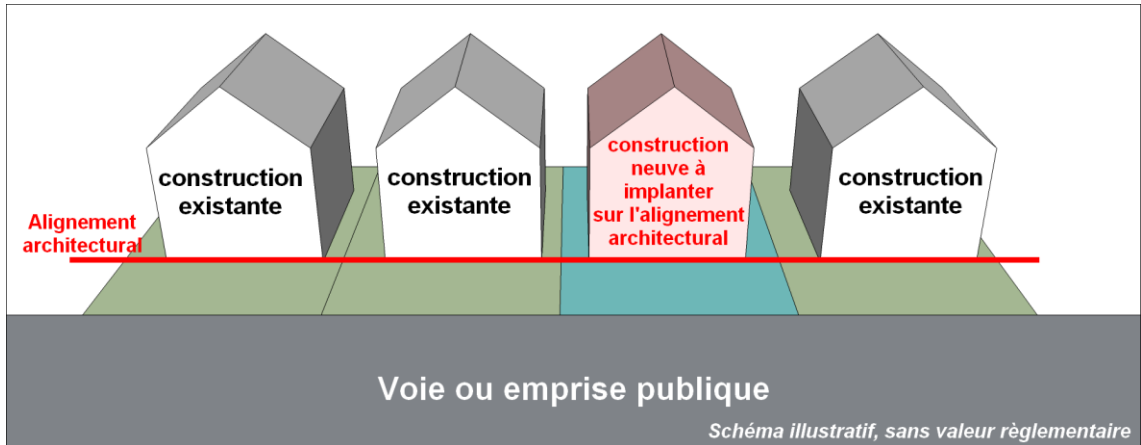 construction
existante
construction
existante
construction
neuve à
implanter
sur l'alignement
architectural
construction
existante
Alignement
architectural
Voie ou emprise publique
Schéma illustratif, sans valeur règlementaire